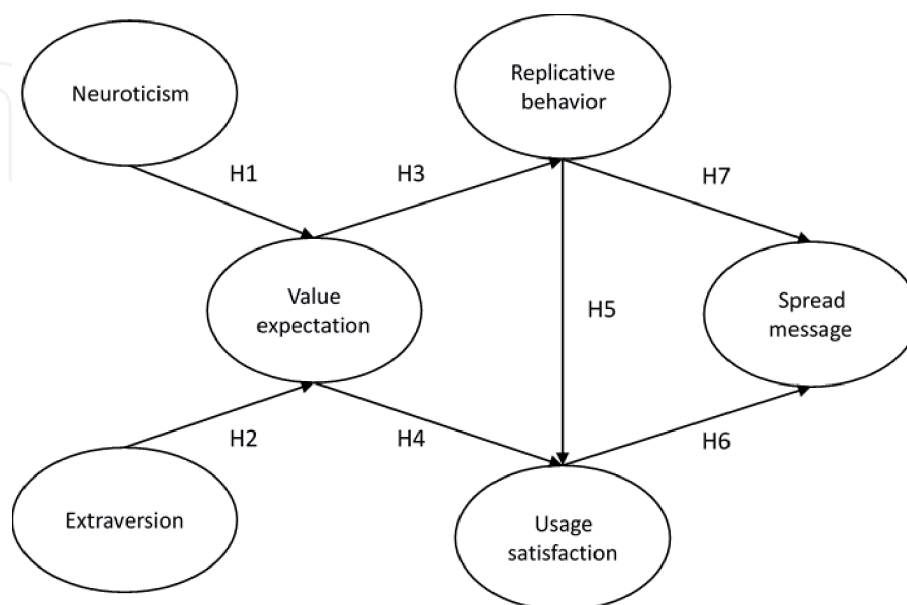 Neuroticism
Replicative
behavior
H1
H3
H7
Value
expectation
H5
Spread
message
H2
H4
H6
Extraversion
Usage
satisfaction